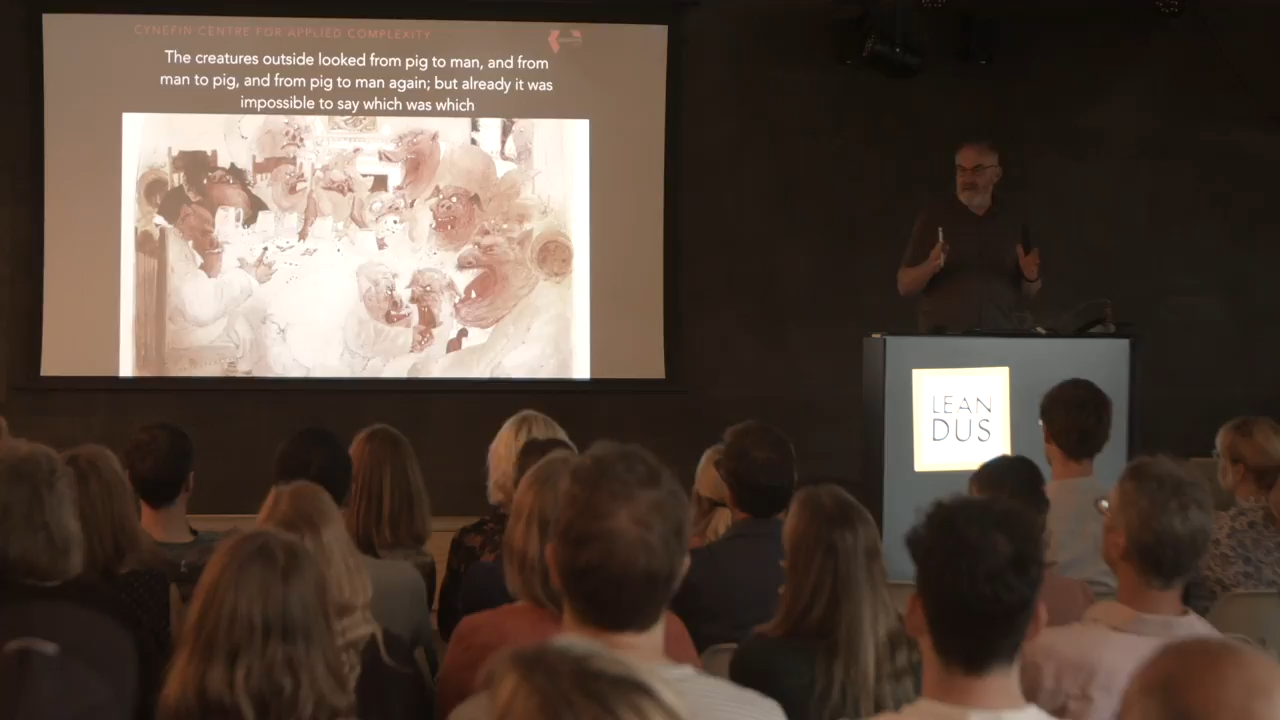 CYNEFIN CENTRE FOR APPLIED COMPLEXITY
The creatures outside looked from pig to man, and from
man to pig, and from pig to man again; but already it was
impossible to say which was which
LEAN
DUS